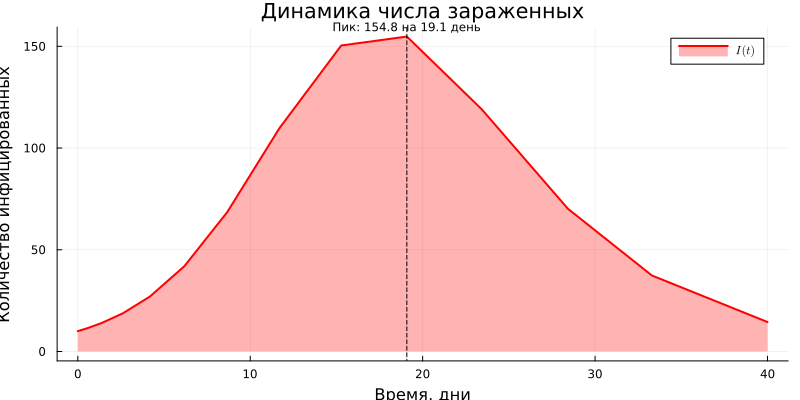 Динамика числа зараженных
Пик: 154.8 на 19.1 день
I(t)
Количество инфицированных
150
100
50
0
0 10 20 30 40
Время, дни